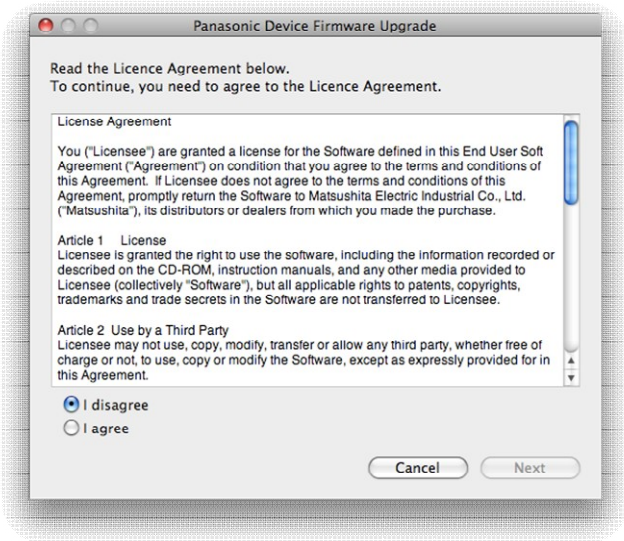 Panasonic Device Firmware Upgrade
Read the Licence Agreement below.
To continue, you need to agree to the Licence Agreement.
License Agreement
You ("Licensee") are granted a license for the Software defined in this End User Soft
Agreement ("Agreement") on condition that you agree to the terms and conditions of
this Agreement.  If Licensee does not agree to the terms and conditions of this
Agreement, promptly return the Software to Matsushita Electric Industrial Co., Ltd.
("Matsushita"), its distributors or dealers from which you made the purchase.
Article 1    License
Licensee is granted the right to use the software, including the information recorded or
described on the CD-ROM, instruction manuals, and any other media provided to
Licensee (collectively "Software"), but all applicable rights to patents, copyrights,
trademarks and trade secrets in the Software are not transferred to Licensee.
Article 2  Use by a Third Party
Licensee may not use, copy, modify, transfer or allow any third party, whether free of
charge or not, to use, copy or modify the Software, except as expressly provided for in
this Agreement.
I disagree
I agree
Cancel
Next